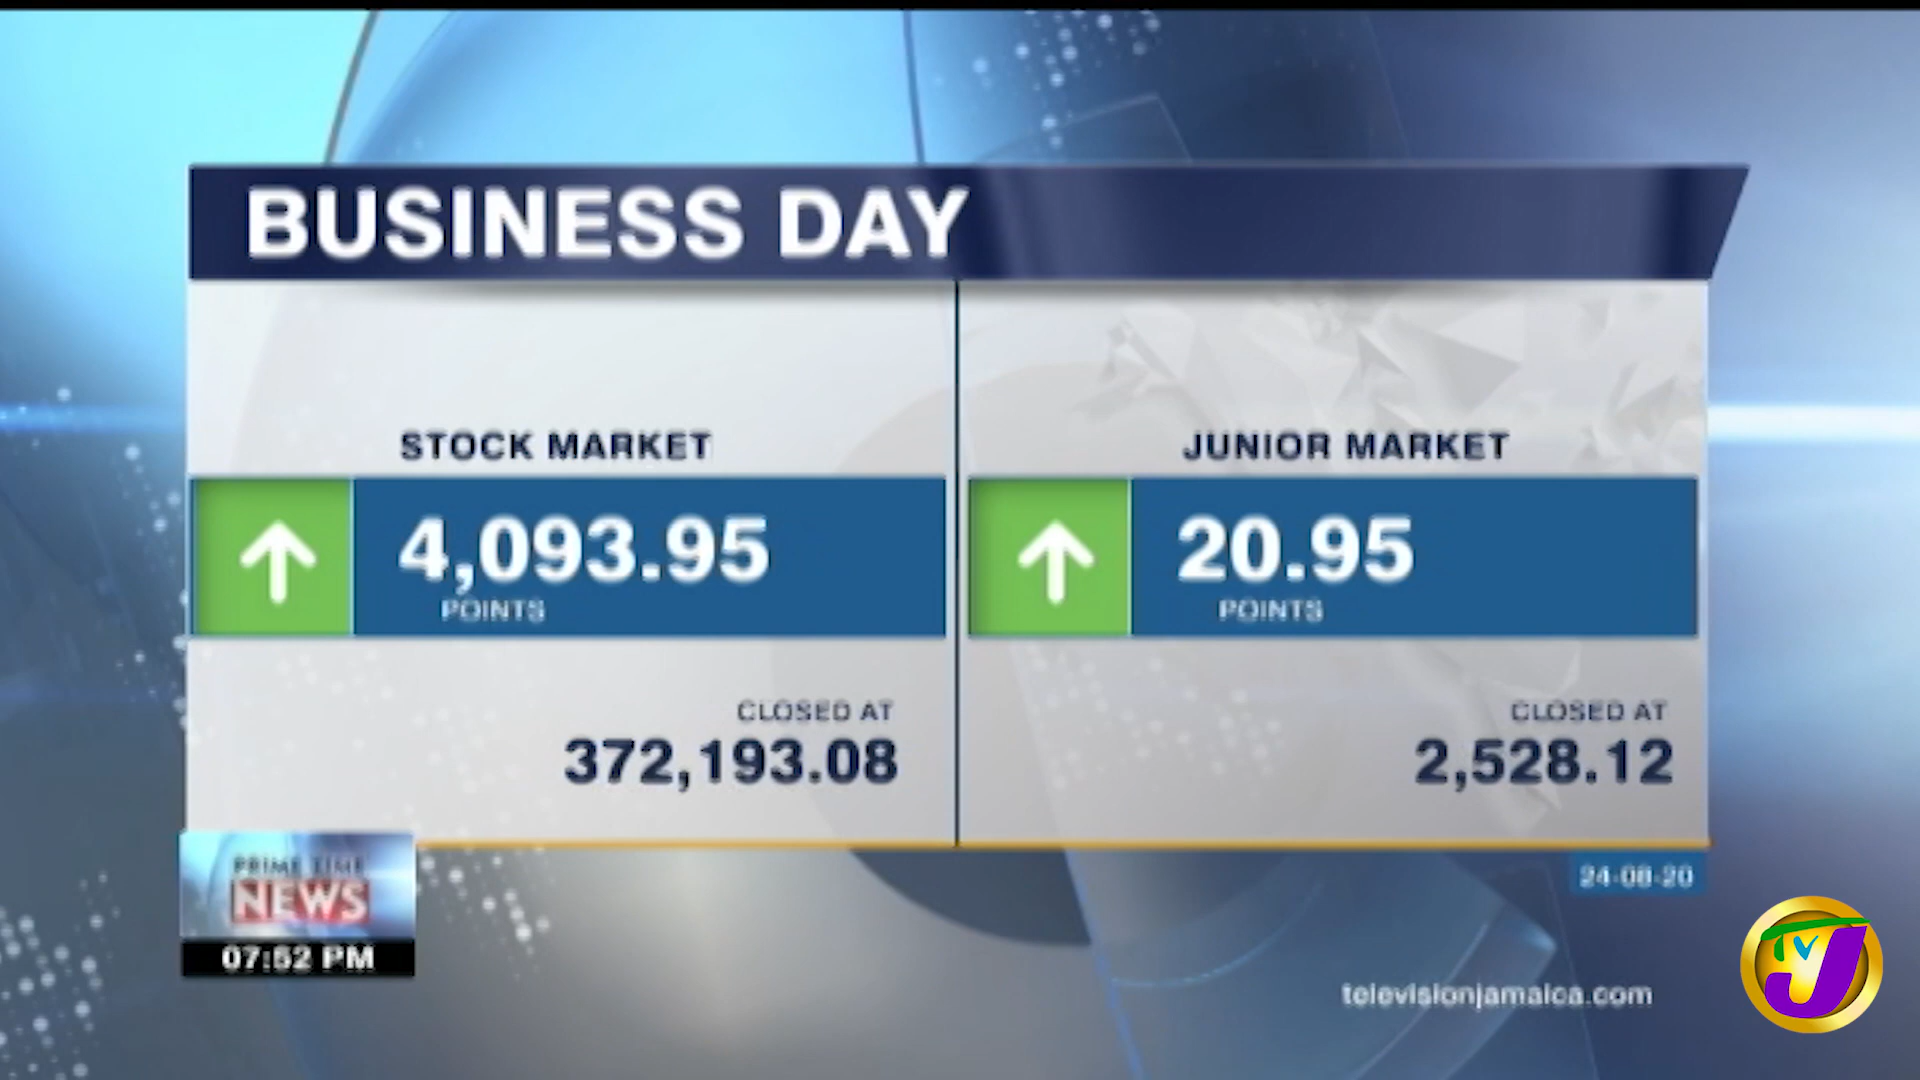 BUSINESS DAY
STOCK MARKET
4,093.95
POINTS
CLOSED AT
372,193.08
JUNIOR MARKET
20.95
POINTS
CLOSED AT
2,528.12
PRIME TIME
NEWS
07:52 PM
24-08-20
televisionjamaica.com
TVJ